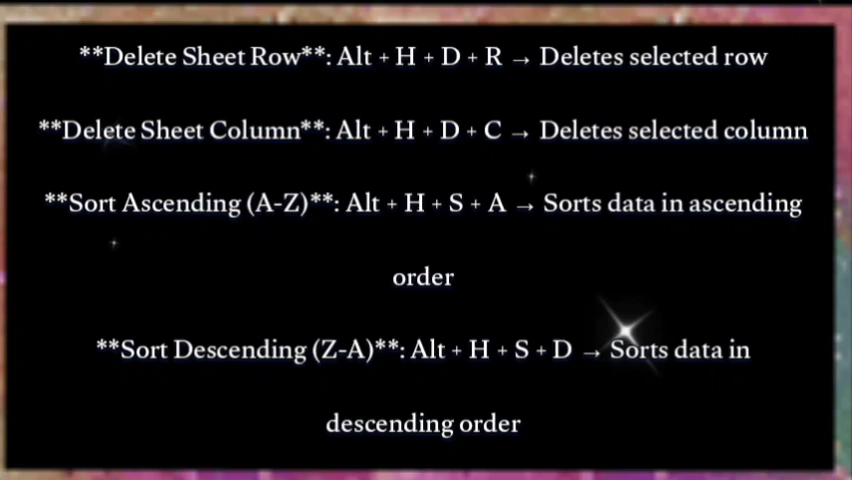 **Delete Sheet Row**: Alt + H + D + R → Deletes selected row
**Delete Sheet Column**: Alt + H + D + C → Deletes selected column
**Sort Ascending (A-Z)**: Alt + H + S + A → Sorts data in ascending
order
**Sort Descending (Z-A)**: Alt + H + S + D → Sorts data in
descending order